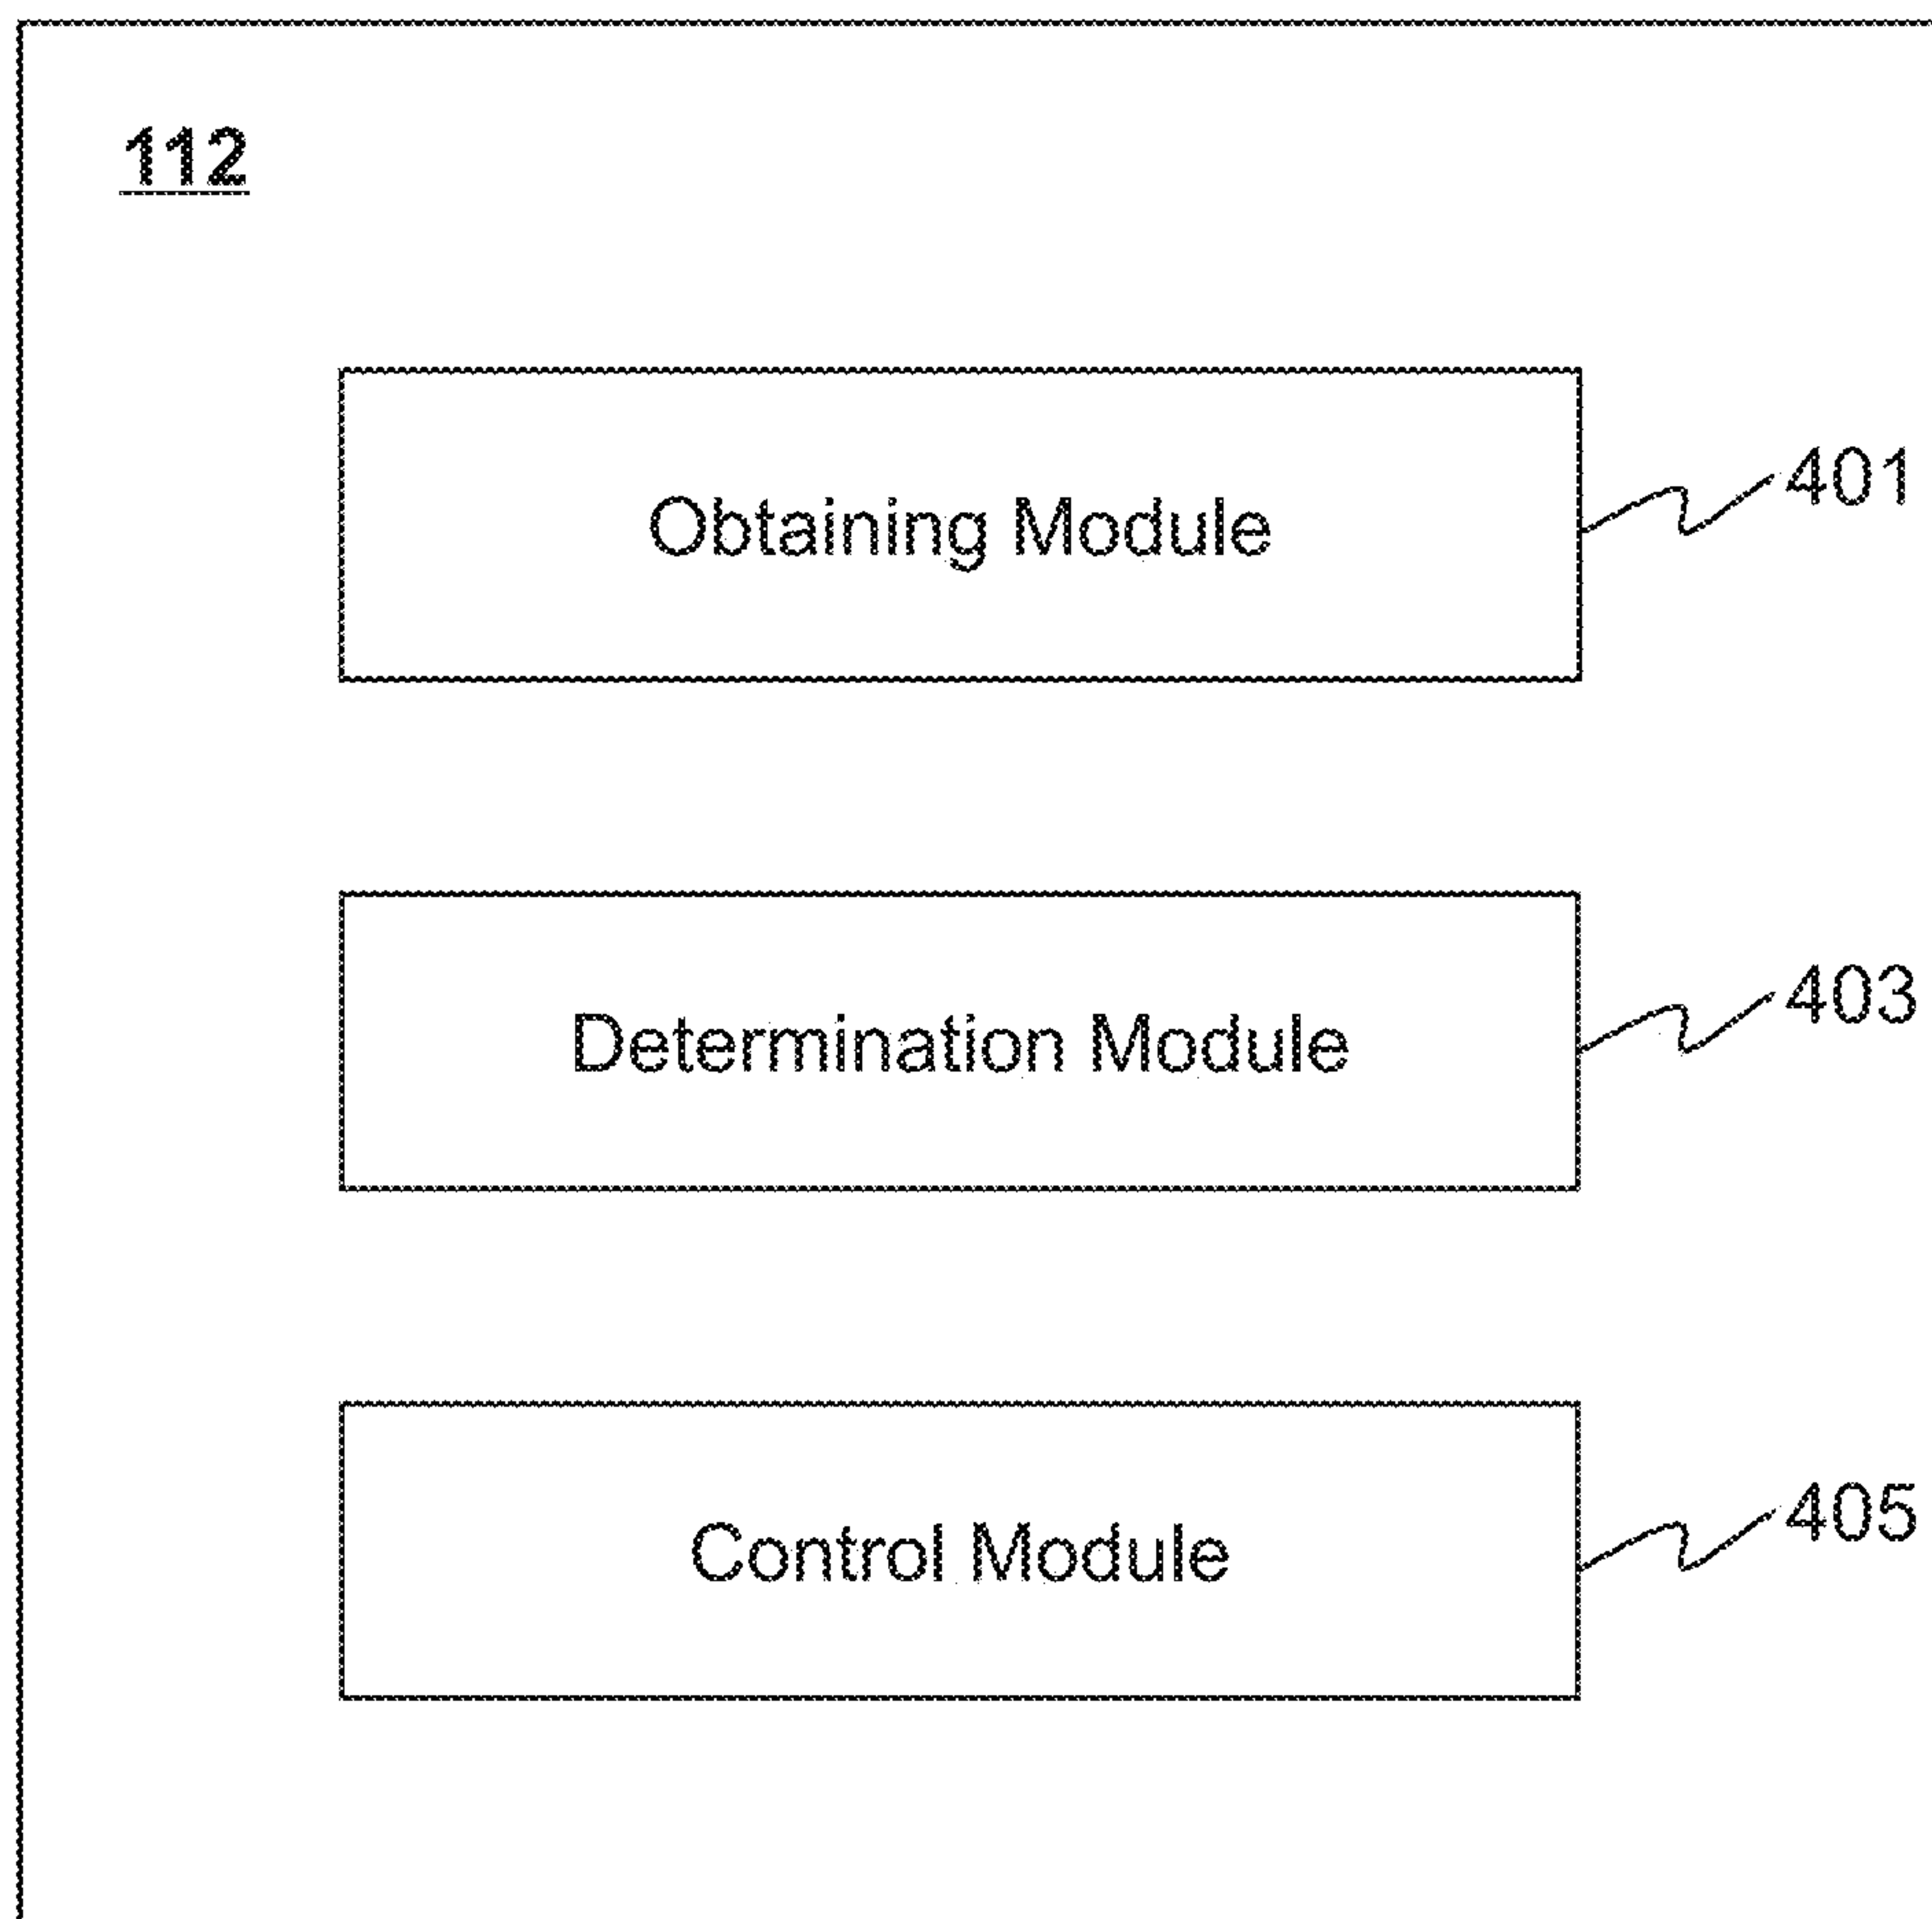 112
Obtaining Module
401
Determination Module
403
Control Module
405